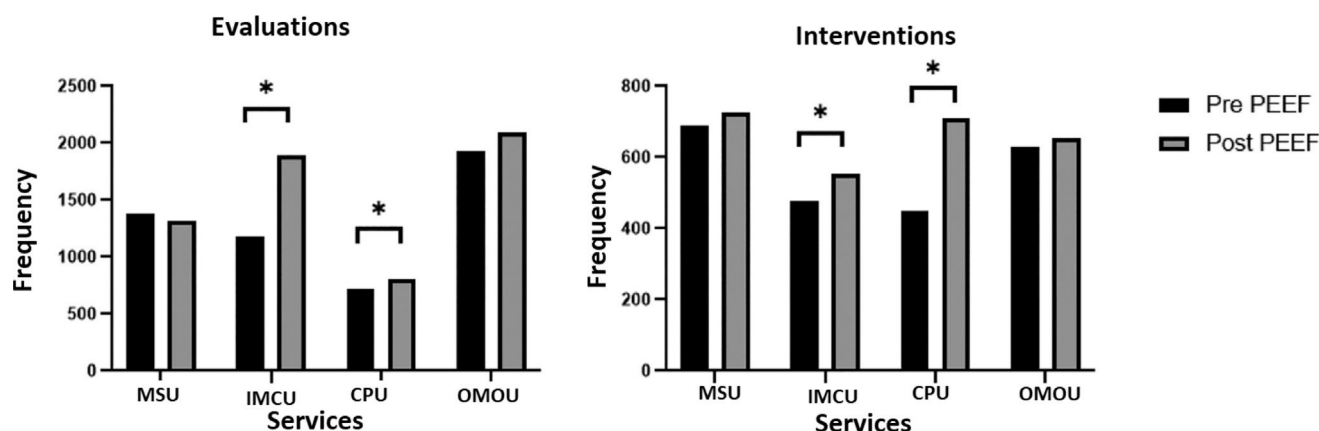 Evaluations
Frequency
2500
2000
1500
1000
500
0
*
*
MSU IMCU CPU OMOU
Services
Interventions
Frequency
800
600
400
200
0
*
*
MSU IMCU CPU OMOU
Services
Pre PEEF
Post PEEF